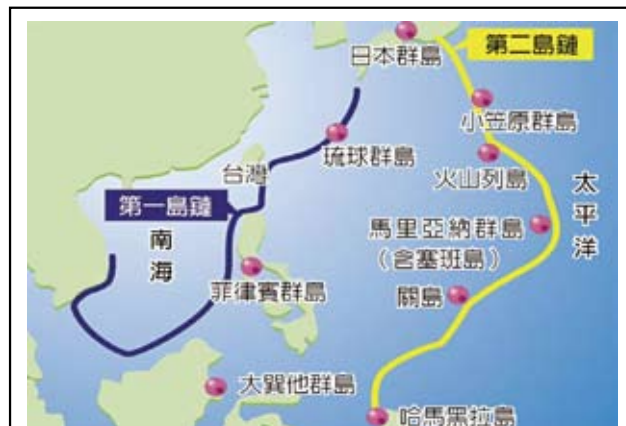 日本群島
第二島鏈
小笠原群島
琉球群島
台灣
火山列島
太平洋
第一島鏈
南海
馬里亞納群島
(含塞班島)
菲律賓群島
關島
大巽他群島
哈馬黑拉島